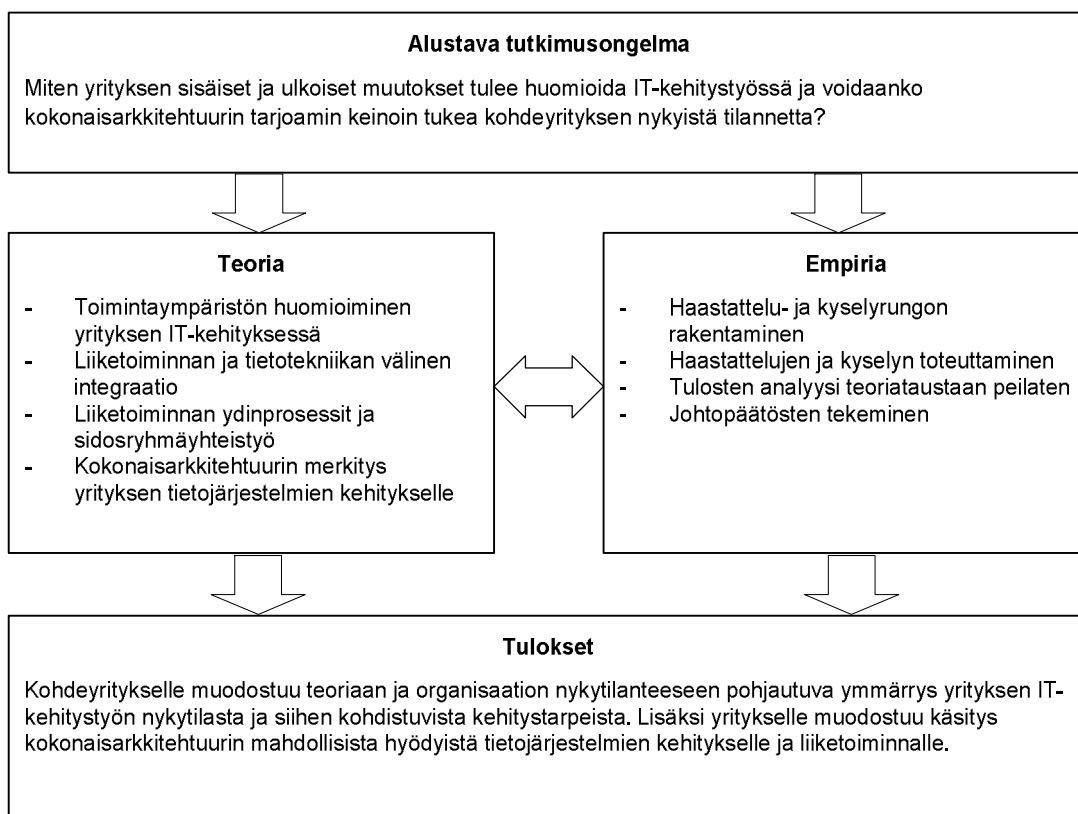 Alustava tutkimusongelma
Miten yrityksen sisäiset ja ulkoiset muutokset tulee huomioida IT-kehitystyössä ja voidaanko
kokonaisarkkitehtuurin tarjoamin keinoin tukea kohdeyrityksen nykyistä tilannetta?
Teoria
- Toimintaympäristön huomioiminen
yrityksen IT-kehityksessä
- Liiketoiminnan ja tietotekniikan välinen
integraatio
- Liiketoiminnan ydinprosessit ja
sidosryhmäyhteistyö
- Kokonaisarkkitehtuurin merkitys
yrityksen tietojärjestelmien kehitykselle
Empiria
- Haastattelu- ja kyselyrungon
rakentaminen
- Haastattelujen ja kyselyn toteuttaminen
- Tulosten analyysi teoriataustaan peilaten
- Johtopäätösten tekeminen
Tulokset
Kohdeyritykselle muodostuu teoriaan ja organisaation nykytilanteeseen pohjautuva ymmärrys yrityksen IT-
kehitystyön nykytilasta ja siihen kohdistuvista kehitystarpeista. Lisäksi yritykselle muodostuu käsitys
kokonaisarkkitehtuurin mahdollisista hyödyistä tietojärjestelmien kehitykselle ja liiketoiminnalle.